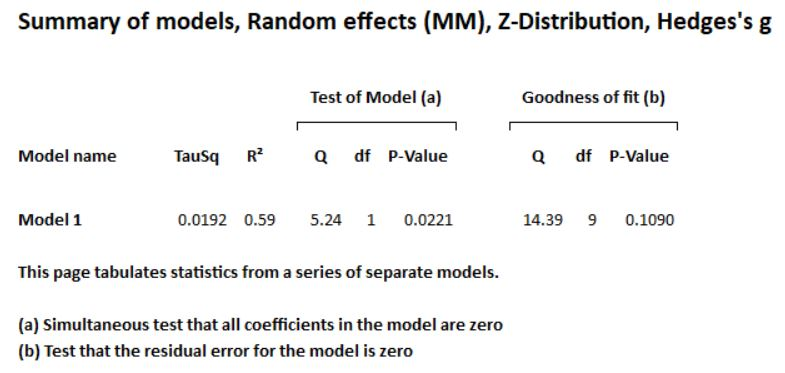 Summary of models, Random effects (MM), Z-Distribution, Hedges's g
Test of Model (a) Goodness of fit (b)
Model name TauSq R² Q df P-Value Q df P-Value
Model 1 0.0192 0.59 5.24 1 0.0221 14.39 9 0.1090
This page tabulates statistics from a series of separate models.
(a) Simultaneous test that all coefficients in the model are zero
(b) Test that the residual error for the model is zero